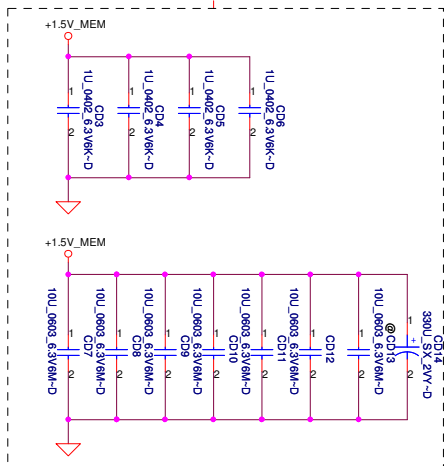 +1.5V_MEM
1
2
CD3
1U_0402_6.3V6K~D
1
2
CD4
1U_0402_6.3V6K~D
1
2
CD5
1U_0402_6.3V6K~D
1
2
CD6
1U_0402_6.3V6K~D
+1.5V_MEM
10U_0603_6.3V6M~D
1
2
CD7
10U_0603_6.3V6M~D
1
2
CD8
10U_0603_6.3V6M~D
1
2
CD9
10U_0603_6.3V6M~D
1
2
CD10
10U_0603_6.3V6M~D
1
2
CD11
10U_0603_6.3V6M~D
1
2
CD12
1
2
@CD13
10U_0603_6.3V6M~D
1
+
2
CD14
330U_SX_2VY~D